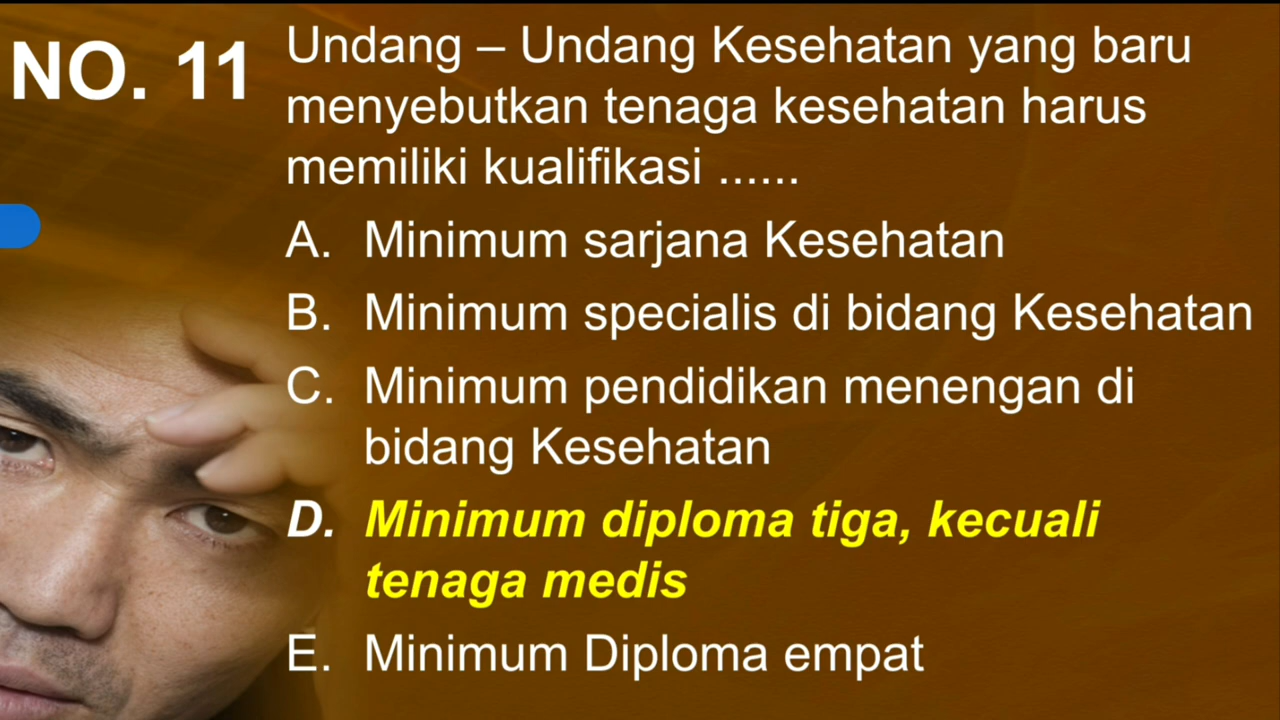 NO. 11
Undang – Undang Kesehatan yang baru
menyebutkan tenaga kesehatan harus
memiliki kualifikasi ......
A. Minimum sarjana Kesehatan
B. Minimum specialis di bidang Kesehatan
C. Minimum pendidikan menengan di
bidang Kesehatan
D. Minimum diploma tiga, kecuali
tenaga medis
E. Minimum Diploma empat